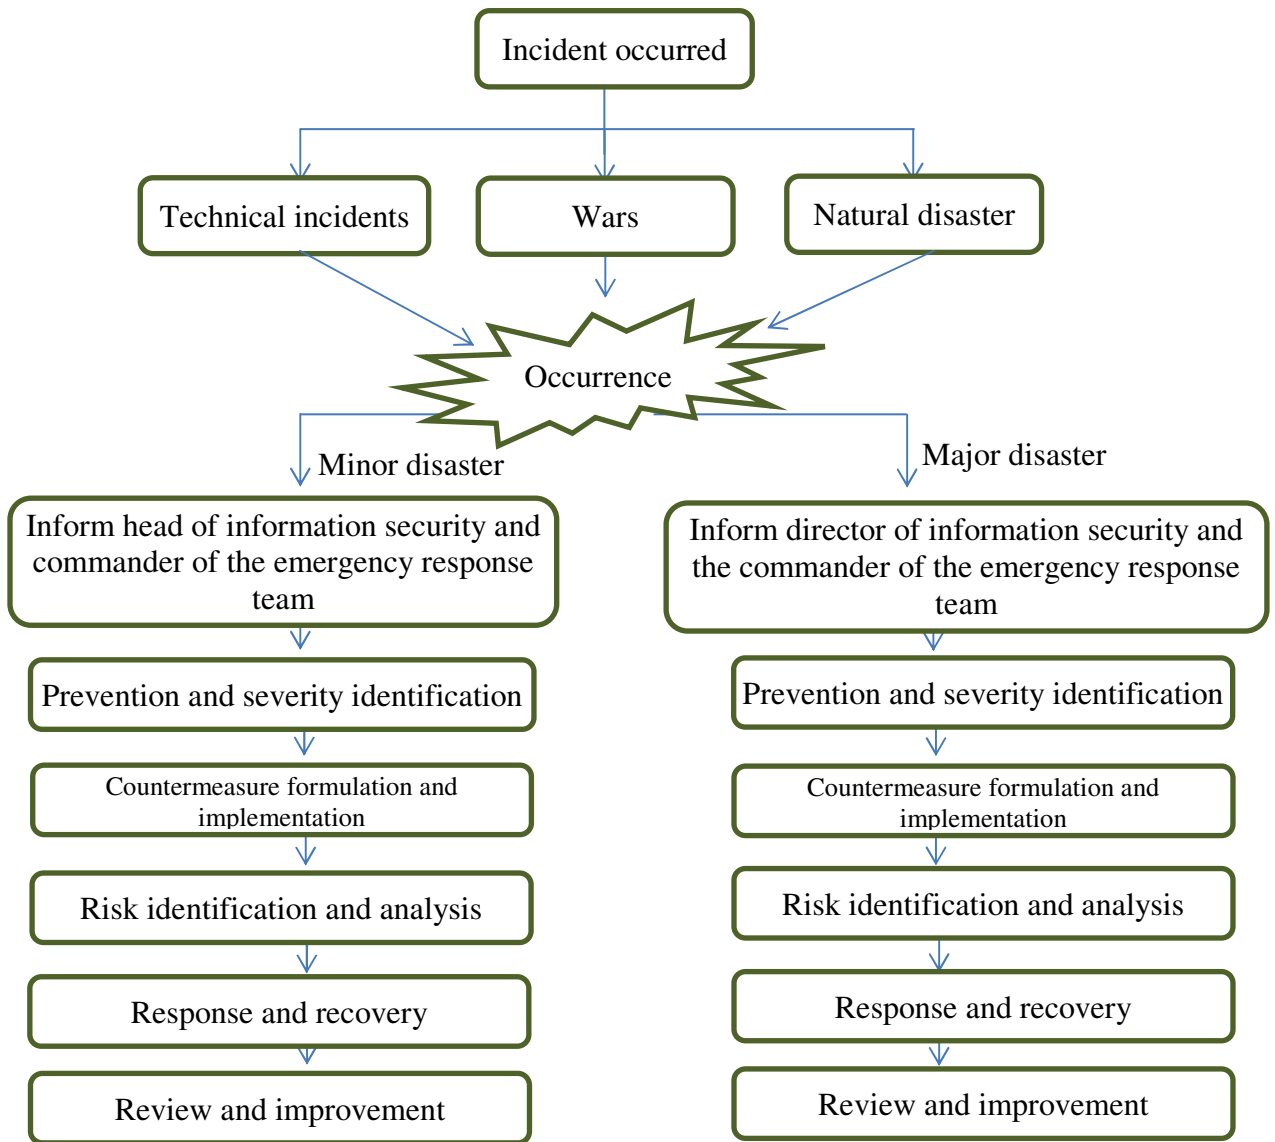 Incident occurred
Technical incidents
Wars
Natural disaster
Occurrence
Minor disaster
Major disaster
Inform head of information security and
commander of the emergency response
team
Inform director of information security and
the commander of the emergency response
team
Prevention and severity identification
Prevention and severity identification
Countermeasure formulation and
implementation
Countermeasure formulation and
implementation
Risk identification and analysis
Risk identification and analysis
Response and recovery
Response and recovery
Review and improvement
Review and improvement